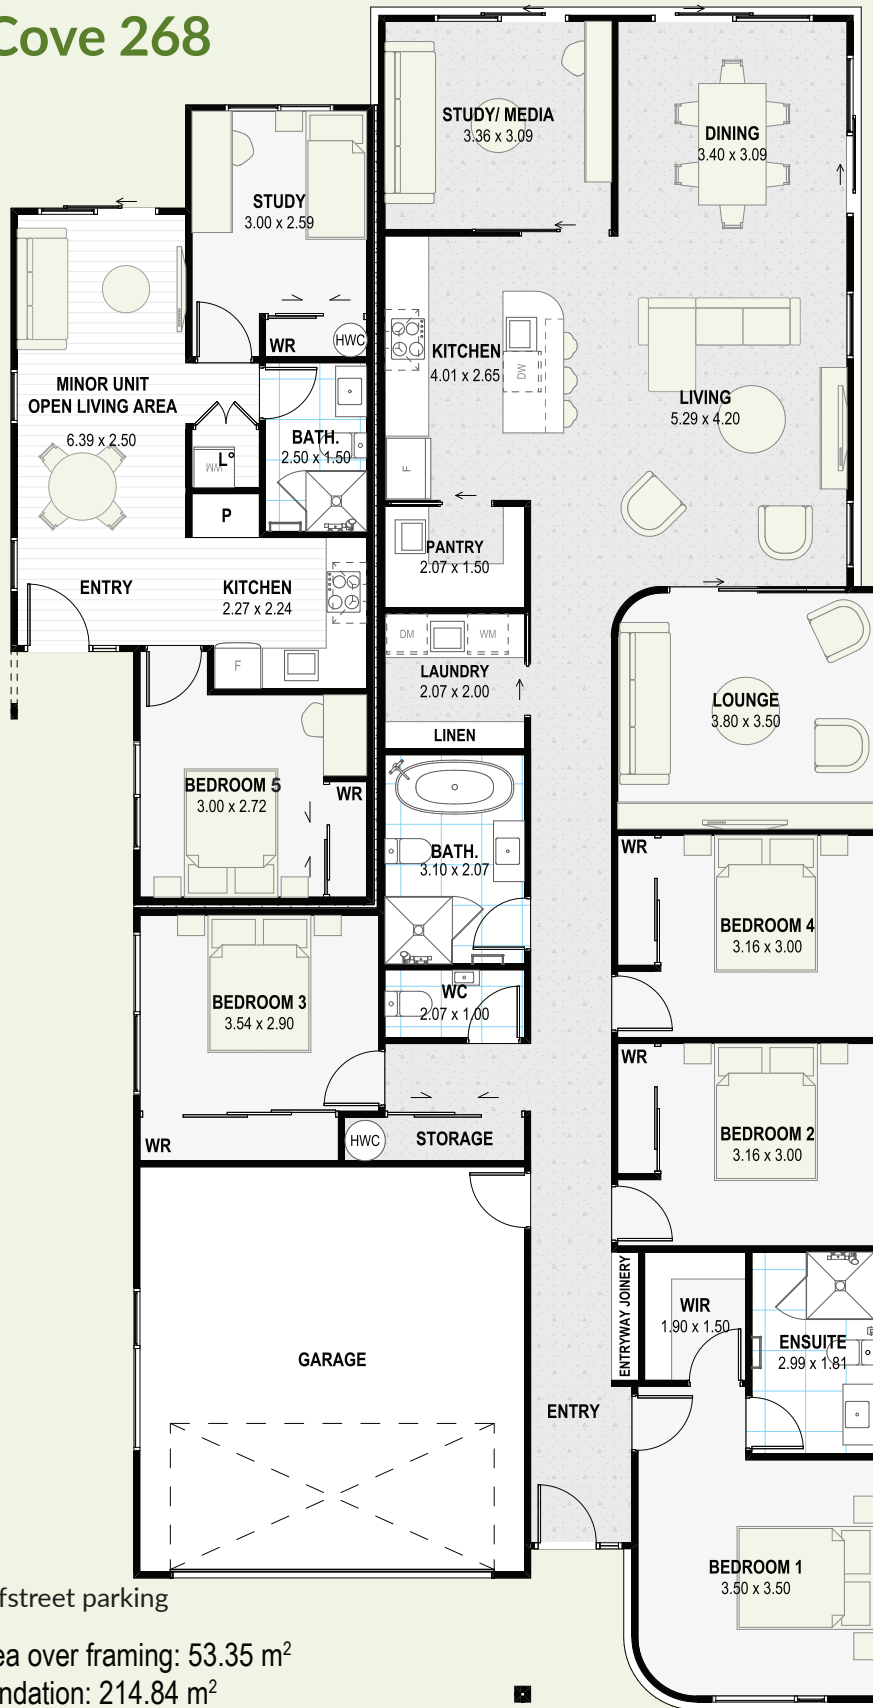 Cove 268
STUDY/ MEDIA
3.36 x 3.09
DINING
3.40 x 3.09
STUDY
3.00 x 2.59
WR
HWC
KITCHEN
4.01 x 2.65
DW
LIVING
5.29 x 4.20
MINOR UNIT
OPEN LIVING AREA
6.39 x 2.50
BATH.
2.50 x 1.50
L
WM
P
F
PANTRY
2.07 x 1.50
ENTRY
KITCHEN
2.27 x 2.24
F
DM
WM
LAUNDRY
2.07 x 2.00
LINEN
LOUNGE
3.80 x 3.50
BEDROOM 5
3.00 x 2.72
WR
BATH.
3.10 x 2.07
WR
BEDROOM 4
3.16 x 3.00
BEDROOM 3
3.54 x 2.90
WC
2.07 x 1.00
WR
BEDROOM 2
3.16 x 3.00
WR
HWC
STORAGE
GARAGE
ENTRYWAY JOINERY
WIR
1.90 x 1.50
ENSUITE
2.99 x 1.81
ENTRY
BEDROOM 1
3.50 x 3.50
fstreet parking
ea over framing: 53.35 m²
ndation: 214.84 m²